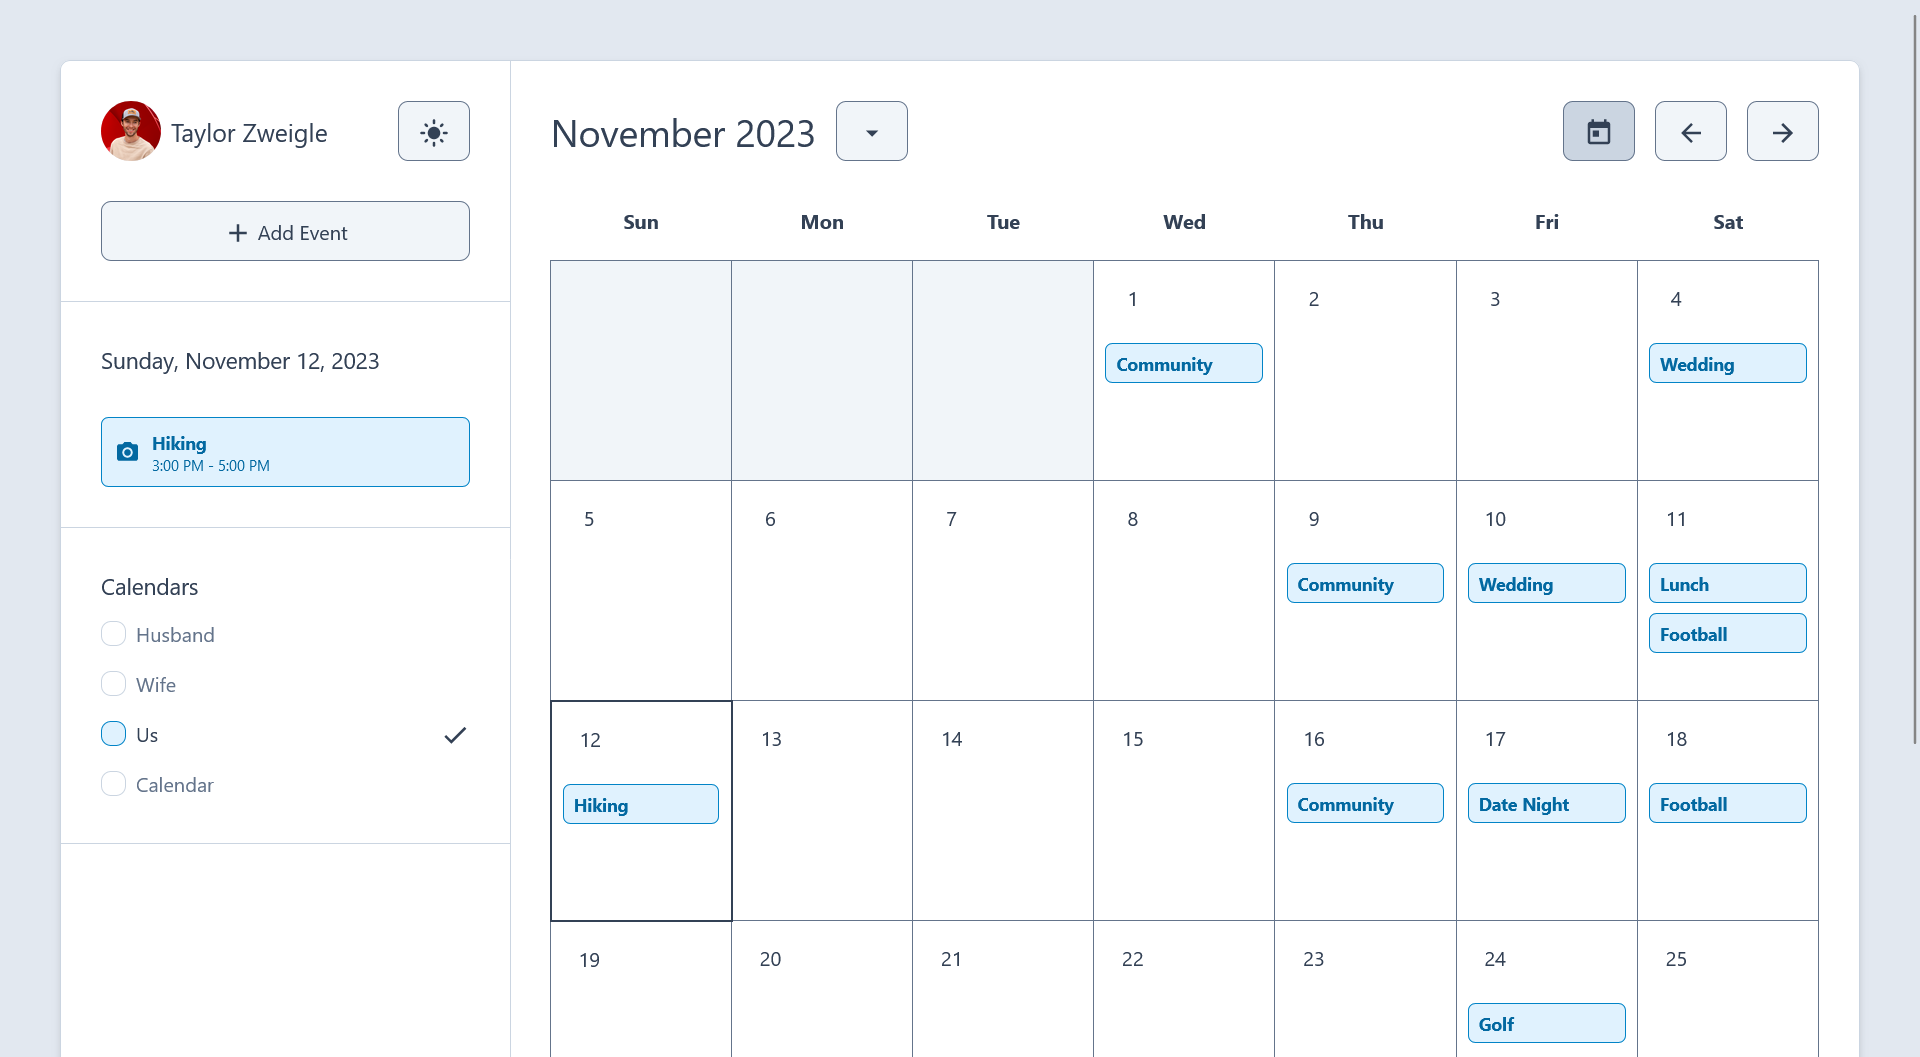 Taylor Zweigle
Add Event
Sunday, November 12, 2023
Hiking
3:00 PM - 5:00 PM
Calendars
Husband
Wife
Us
Calendar
November 2023
Sun Mon Tue Wed Thu Fri Sat
1 2 3 4
Community Wedding
5 6 7 8 9 10 11
Community Wedding Lunch
Football
12 13 14 15 16 17 18
Hiking Community Date Night Football
19 20 21 22 23 24 25
Golf